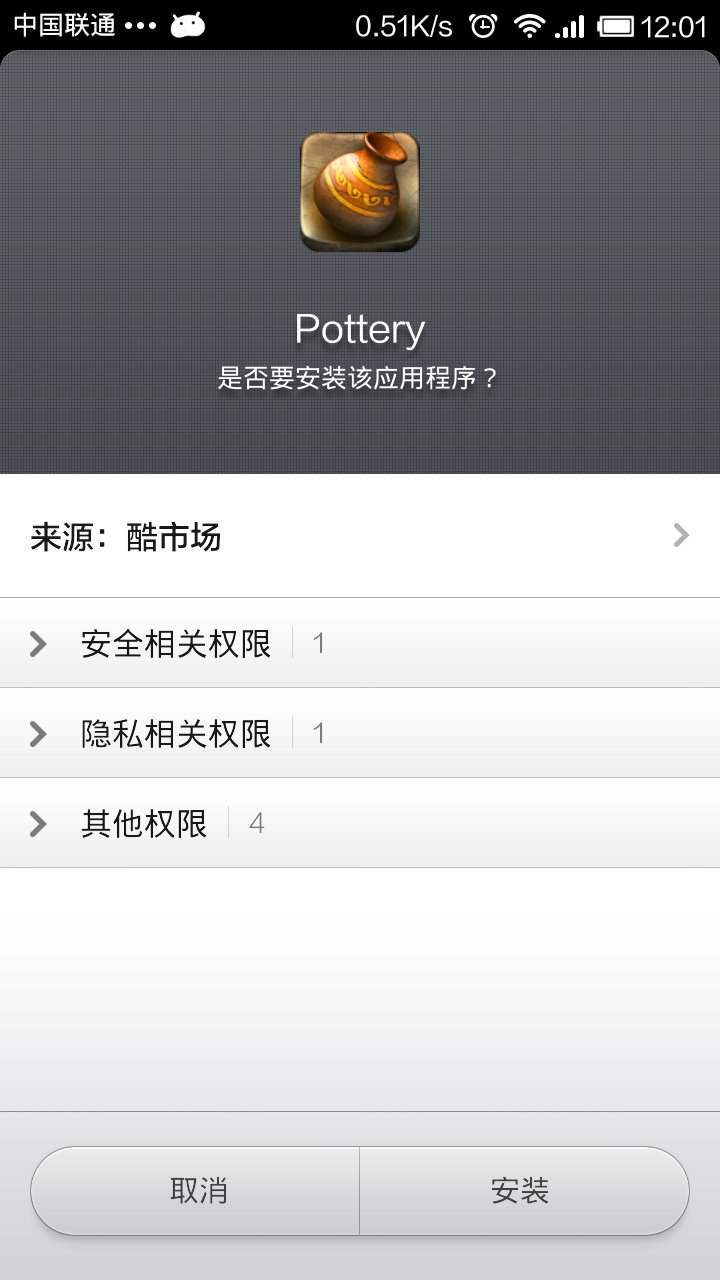 中国联通 ••• 0.51K/s 12:01
Pottery
是否要安装该应用程序？
来源：酷市场
安全相关权限 1
隐私相关权限 1
其他权限 4
取消 安装